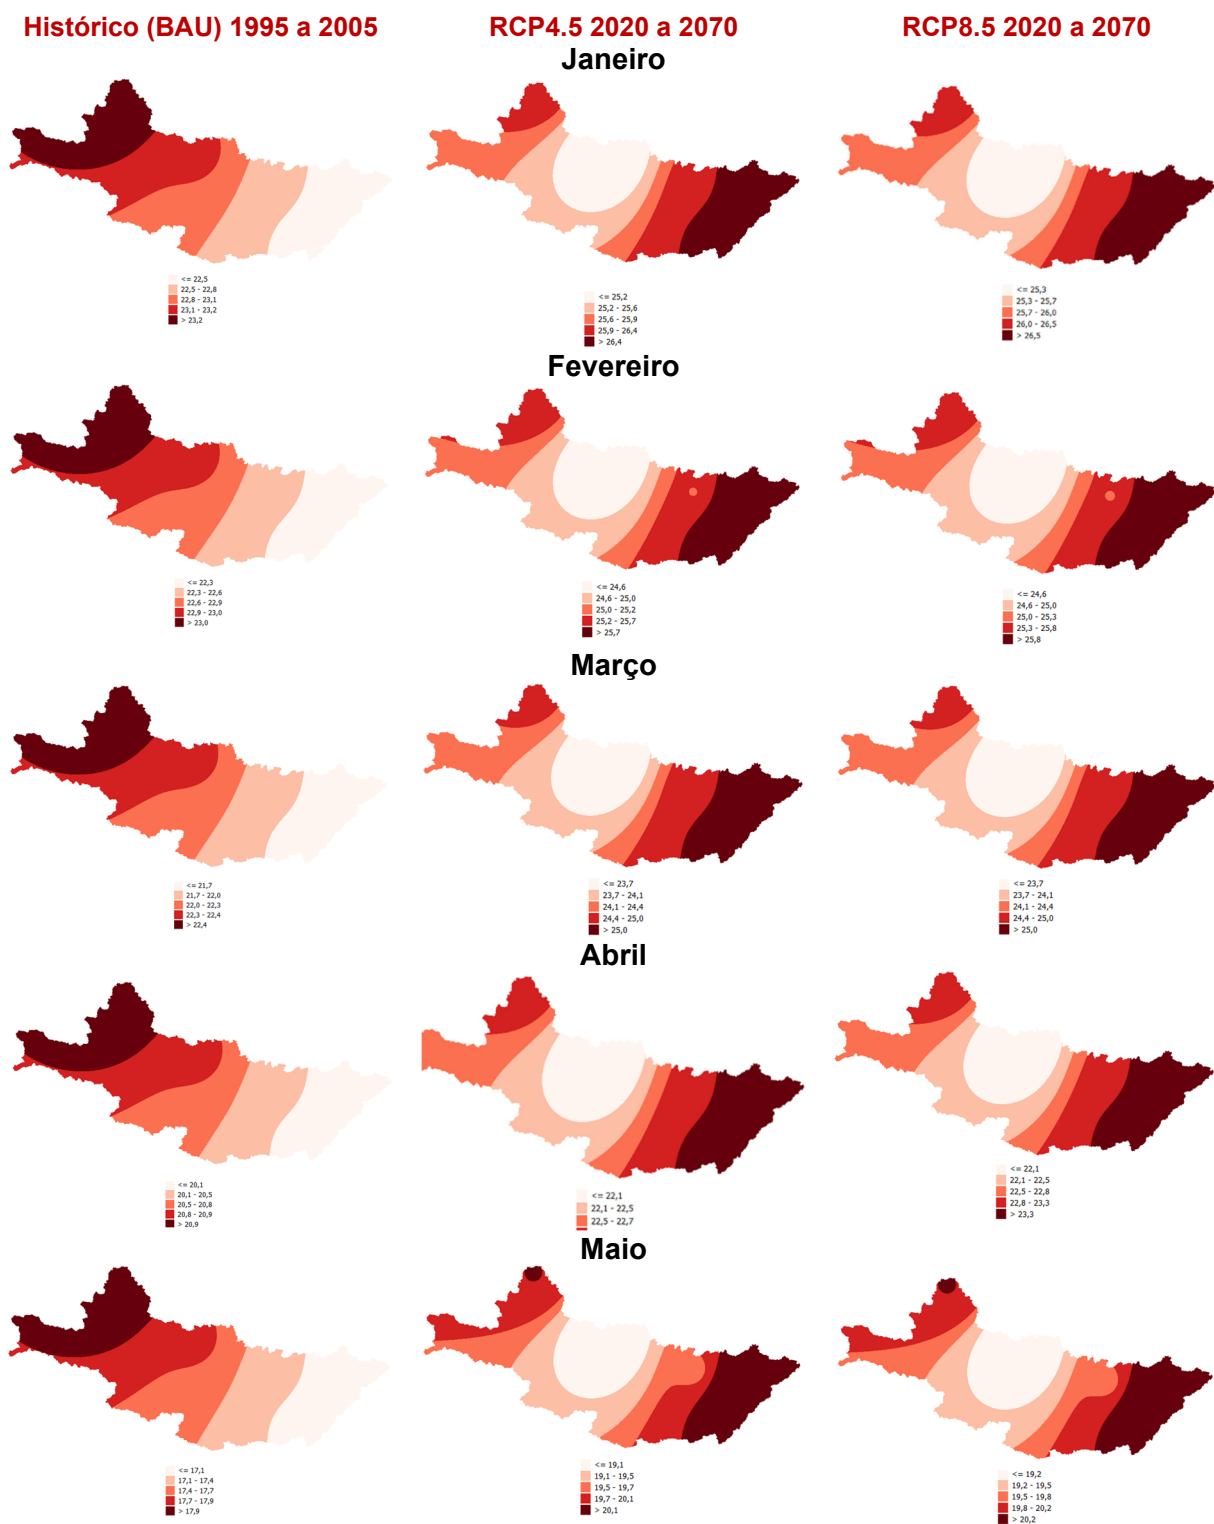 Histórico (BAU) 1995 a 2005
RCP4.5 2020 a 2070
RCP8.5 2020 a 2070
Janeiro
<= 22,5
22,5 - 22,8
22,8 - 23,1
23,1 - 23,2
> 23,2
<= 25,2
25,2 - 25,6
25,6 - 25,9
25,9 - 26,4
> 26,4
<= 25,3
25,3 - 25,7
25,7 - 26,0
26,0 - 26,5
> 26,5
Fevereiro
<= 22,3
22,3 - 22,6
22,6 - 22,9
22,9 - 23,0
> 23,0
<= 24,6
24,6 - 25,0
25,0 - 25,2
25,2 - 25,7
> 25,7
<= 24,6
24,6 - 25,0
25,0 - 25,3
25,3 - 25,8
> 25,8
Março
<= 21,7
21,7 - 22,0
22,0 - 22,3
22,3 - 22,4
> 22,4
<= 23,7
23,7 - 24,1
24,1 - 24,4
24,4 - 25,0
> 25,0
<= 23,7
23,7 - 24,1
24,1 - 24,4
24,4 - 25,0
> 25,0
Abril
<= 20,1
20,1 - 20,5
20,5 - 20,8
20,8 - 20,9
> 20,9
<= 22,1
22,1 - 22,5
22,5 - 22,7
<= 22,1
22,1 - 22,5
22,5 - 22,8
22,8 - 23,3
> 23,3
Maio
<= 17,1
17,1 - 17,4
17,4 - 17,7
17,7 - 17,9
> 17,9
<= 19,1
19,1 - 19,5
19,5 - 19,7
19,7 - 20,1
> 20,1
<= 19,2
19,2 - 19,5
19,5 - 19,8
19,8 - 20,2
> 20,2